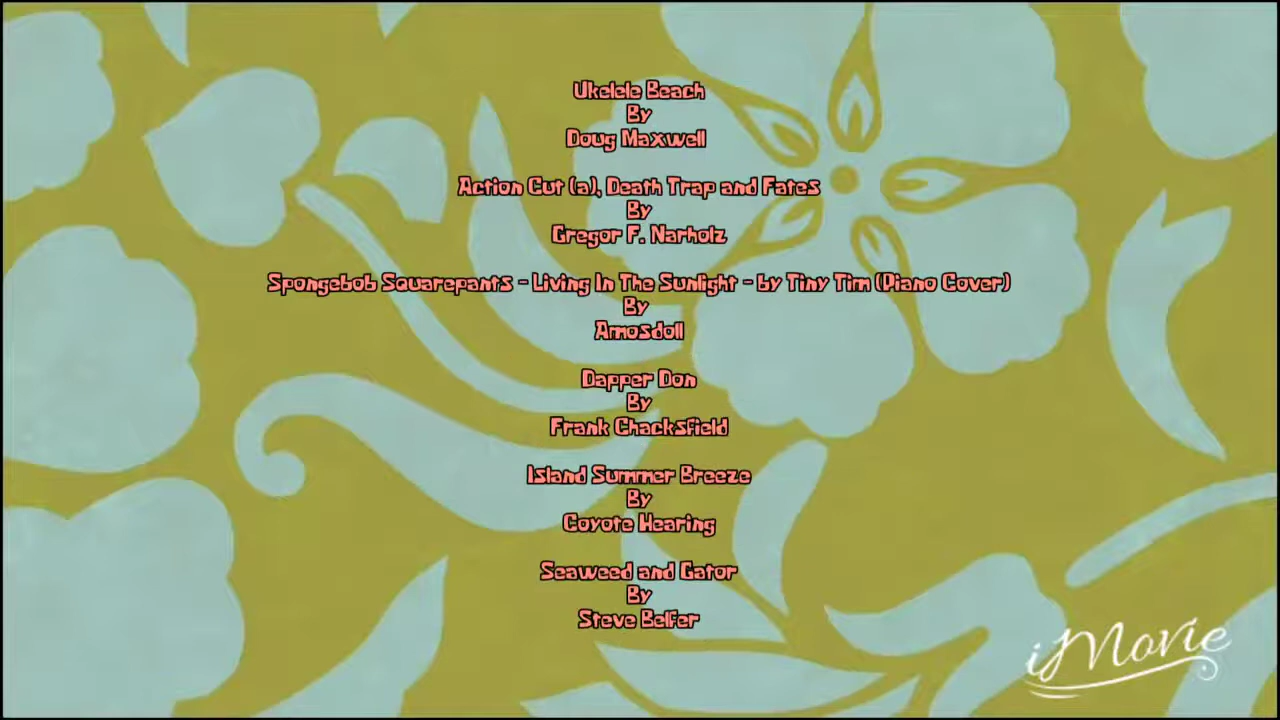 Ukelele Beach
By
Doug Maxwell
Action Cut (a), Death Trap and Fates
By
Gregor F. Narholz
Spongebob Squarepants - Living In The Sunlight - by Tiny Tim (Piano Cover)
By
Amosdoll
Dapper Don
By
Frank Chacksfield
Island Summer Breeze
By
Coyote Hearing
Seaweed and Gator
By
Steve Belfer
iMovie